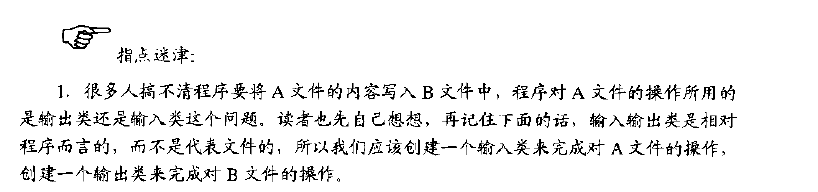 指点迷津：
1. 很多人搞不清程序要将 A 文件的内容写入 B 文件中，程序对 A 文件的操作所用的
是输出类还是输入类这个问题。读者也先自己想想，再记住下面的话，输入输出类是相对
程序而言的，而不是代表文件的，所以我们应该创建一个输入类来完成对 A 文件的操作，
创建一个输出类来完成对 B 文件的操作。